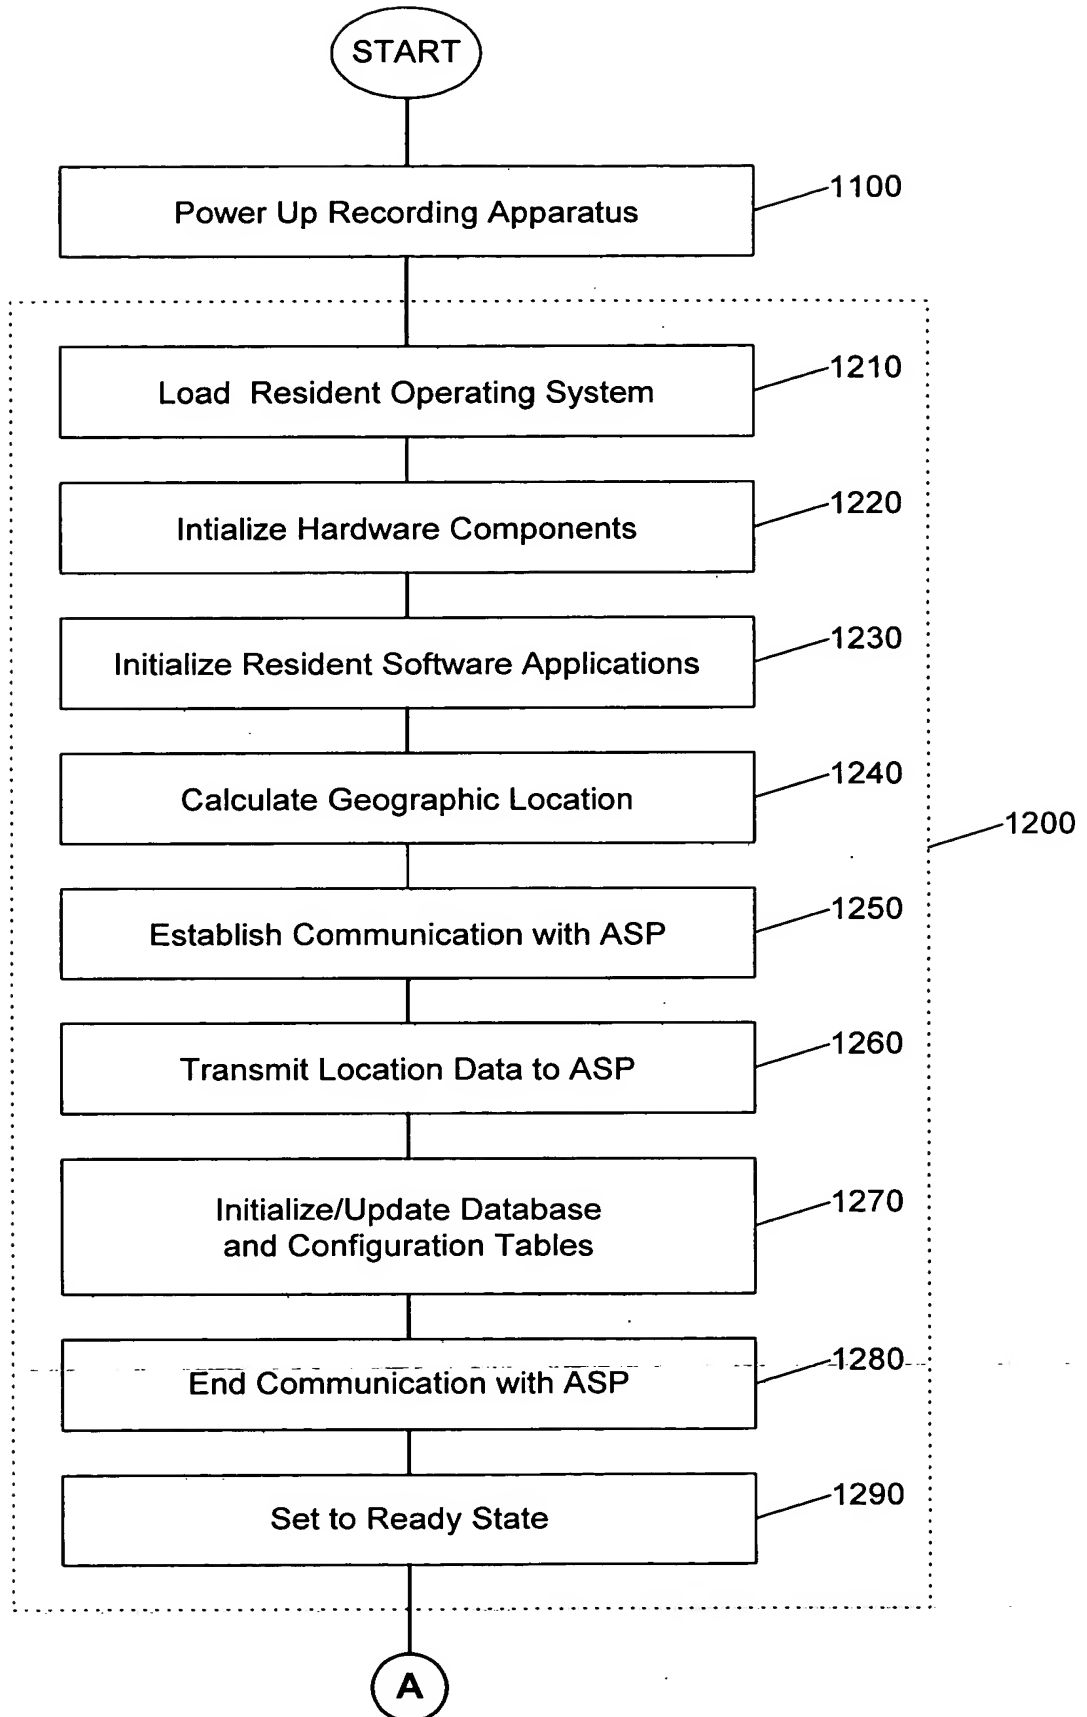 START
Power Up Recording Apparatus
1100
Load Resident Operating System
1210
Intialize Hardware Components
1220
Initialize Resident Software Applications
1230
Calculate Geographic Location
1240
1200
Establish Communication with ASP
1250
Transmit Location Data to ASP
1260
Initialize/Update Database
and Configuration Tables
1270
End Communication with ASP
1280
Set to Ready State
1290
A